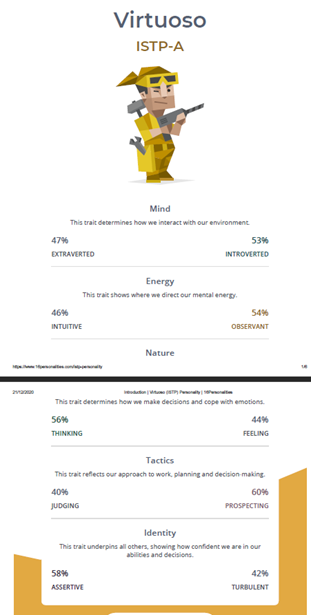 Virtuoso
ISTP-A
Mind
This trait determines how we interact with our environment.
47% 53%
EXTRAVERTED INTROVERTED
Energy
This trait shows where we direct our mental energy.
46% 54%
INTUITIVE OBSERVANT
Nature
https://www.16personalities.com/istp-personality 1/6
21/12/2020 Introduction | Virtuoso (ISTP) Personality | 16Personalities
This trait determines how we make decisions and cope with emotions.
56% 44%
THINKING FEELING
Tactics
This trait reflects our approach to work, planning and decision-making.
40% 60%
JUDGING PROSPECTING
Identity
This trait underpins all others, showing how confident we are in our
abilities and decisions.
58% 42%
ASSERTIVE TURBULENT